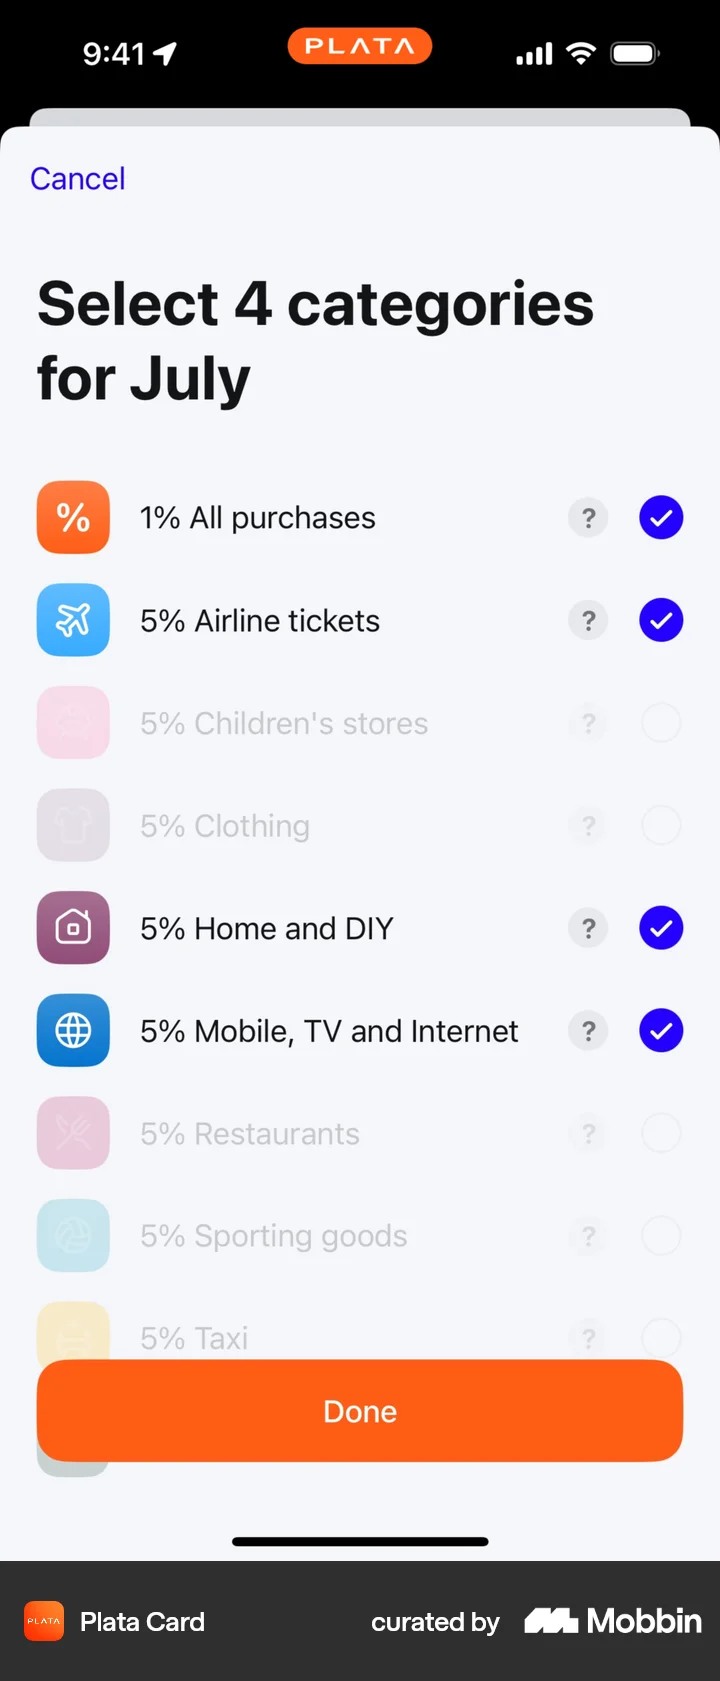 9:41
PLATA
Cancel
Select 4 categories
for July
% 1% All purchases ?
5% Airline tickets ?
5% Children's stores ?
5% Clothing ?
5% Home and DIY ?
5% Mobile, TV and Internet ?
5% Restaurants ?
5% Sporting goods ?
5% Taxi ?
Done
PLATA Plata Card curated by Mobbin